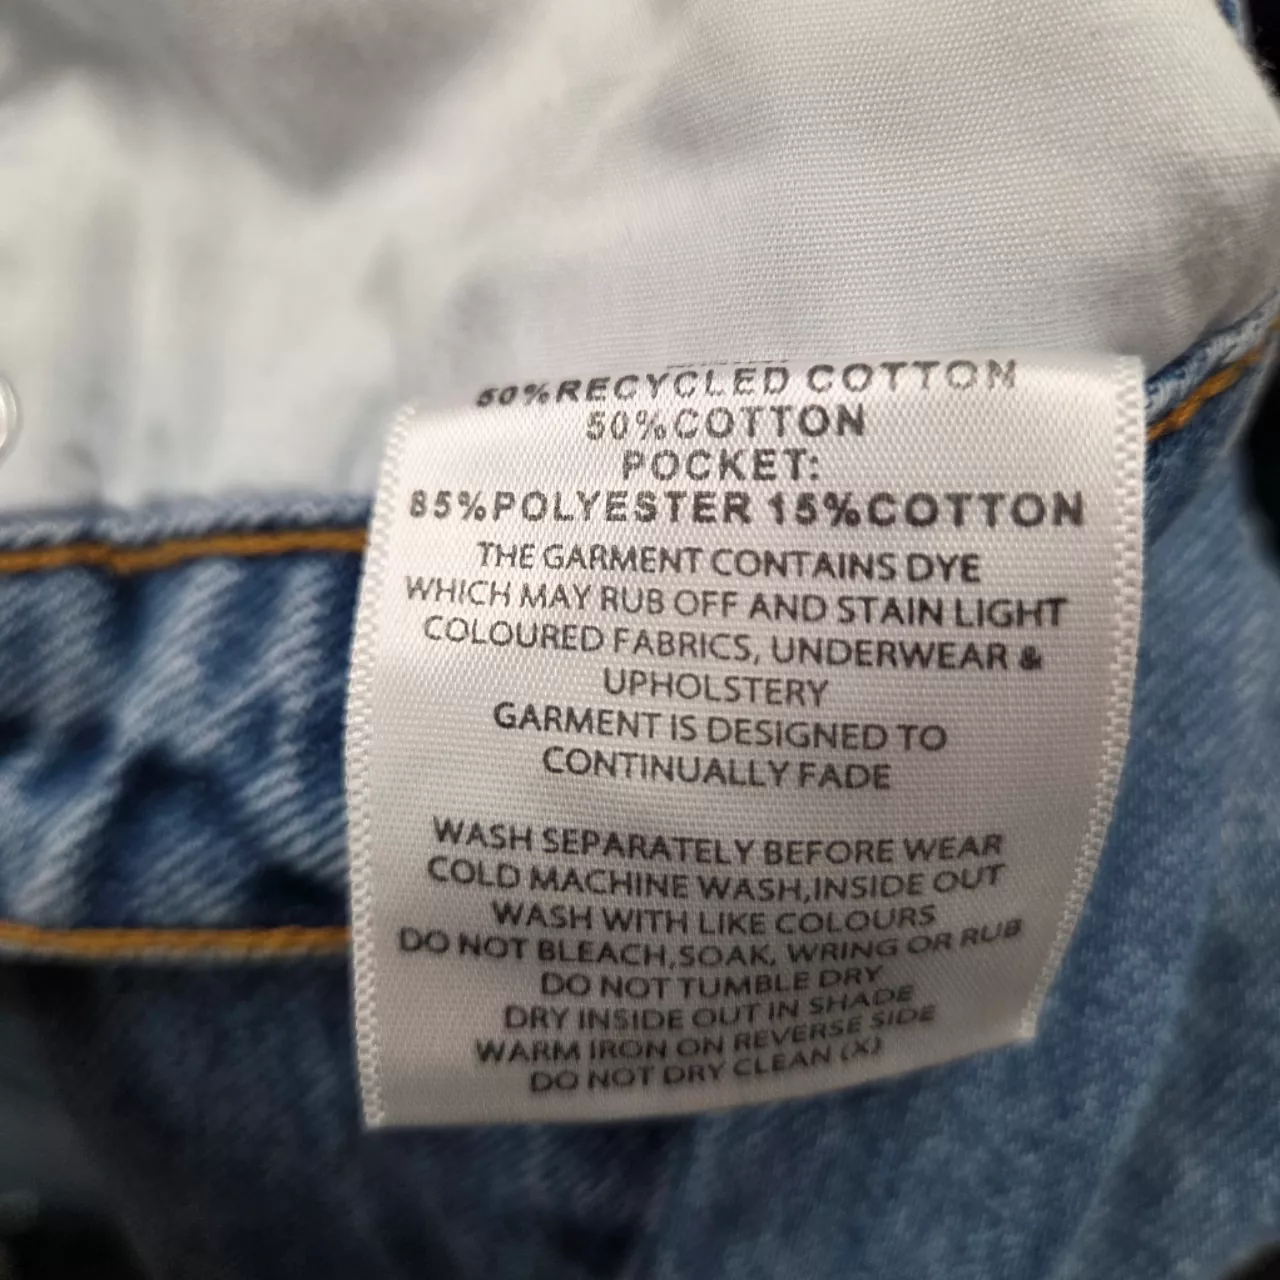 50%RECYCLED COTTON
50%COTTON
POCKET:
85%POLYESTER 15%COTTON
THE GARMENT CONTAINS DYE
WHICH MAY RUB OFF AND STAIN LIGHT
COLOURED FABRICS, UNDERWEAR &
UPHOLSTERY
GARMENT IS DESIGNED TO
CONTINUALLY FADE
WASH SEPARATELY BEFORE WEAR
COLD MACHINE WASH,INSIDE OUT
WASH WITH LIKE COLOURS
DO NOT BLEACH,SOAK, WRING OR RUB
DO NOT TUMBLE DRY
DRY INSIDE OUT IN SHADE
WARM IRON ON REVERSE SIDE
DO NOT DRY CLEAN (X)